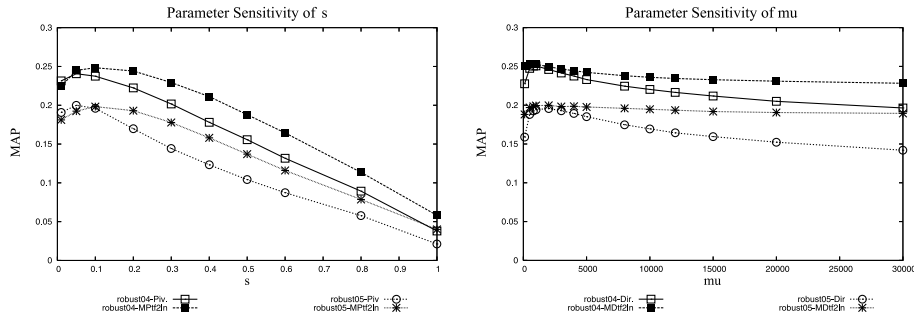 Parameter Sensitivity of s
0.3
0.25
0.2
0.15
0.1
0.05
0
MAP
0 0.1 0.2 0.3 0.4 0.5 0.6 0.7 0.8 0.9 1
s
robust04-Piv.
robust04-MPtf2ln
robust05-Piv
robust05-MPtf2ln
Parameter Sensitivity of mu
0.3
0.25
0.2
0.15
0.1
0.05
0
MAP
0 5000 10000 15000 20000 25000 30000
mu
robust04-Dir.
robust04-MDtf2ln
robust05-Dir
robust05-MDtf2ln